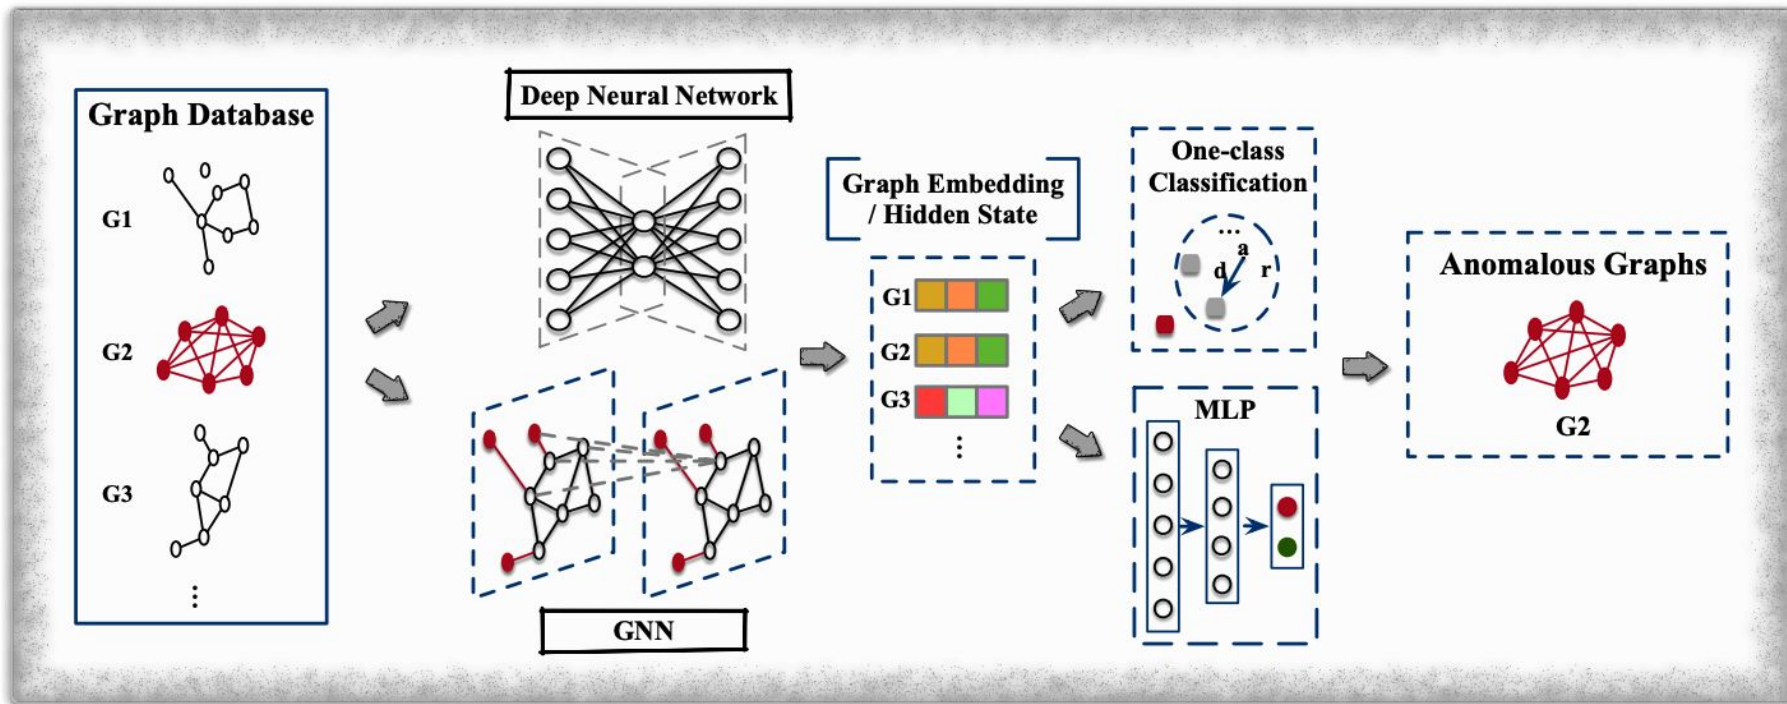 Graph Database
G1
G2
G3
...
Deep Neural Network
GNN
Graph Embedding
/ Hidden State
G1
G2
G3
...
One-class
Classification
...
a
d
r
MLP
Anomalous Graphs
G2